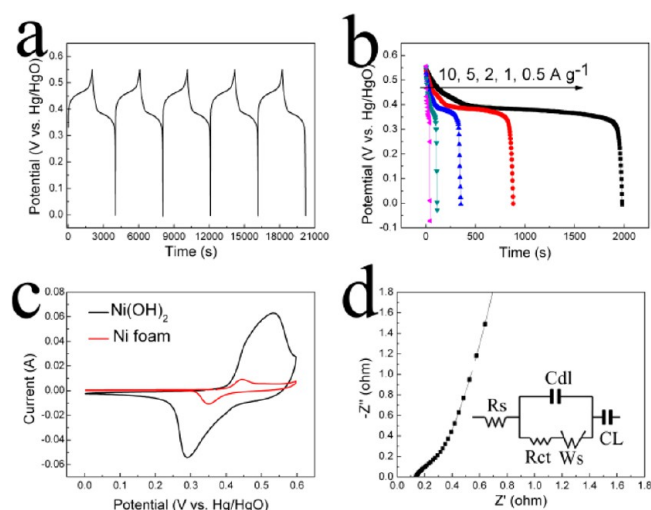 a
Potential (V vs. Hg/HgO)
0.6
0.5
0.4
0.3
0.2
0.1
0.0
0 3000 6000 9000 12000 15000 18000 21000
Time (s)
b
Potemtial (V vs. Hg/HgO)
0.7
0.6
0.5
0.4
0.3
0.2
0.1
0.0
-0.1
10, 5, 2, 1, 0.5 A g⁻¹
0 500 1000 1500 2000
Time (s)
c
Current (A)
0.08
0.06
0.04
0.02
0.00
-0.02
-0.04
-0.06
Ni(OH)₂
Ni foam
0.0 0.1 0.2 0.3 0.4 0.5 0.6
Potential (V vs. Hg/HgO)
d
-Z'' (ohm)
1.8
1.6
1.4
1.2
1.0
0.8
0.6
0.4
0.2
0.0
Cdl
Rs
CL
Rct Ws
0.0 0.2 0.4 0.6 0.8 1.0 1.2 1.4 1.6 1.8
Z' (ohm)